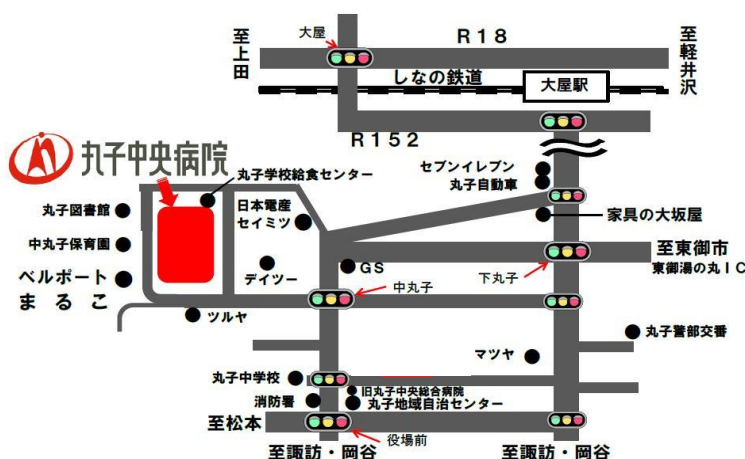 大屋
R18
至上田
至軽井沢
しなの鉄道
大屋駅
R152
丸子中央病院
丸子学校給食センター
セブンイレブン
丸子自動車
丸子図書館
日本電産
セイミツ
家具の大坂屋
中丸子保育園
至東御市
東御湯の丸IC
ベルポート
まるこ
デイツー
GS
中丸子
下丸子
ツルヤ
丸子警部交番
マツヤ
丸子中学校
旧丸子中央総合病院
消防署
丸子地域自治センター
至松本
役場前
至諏訪・岡谷
至諏訪・岡谷